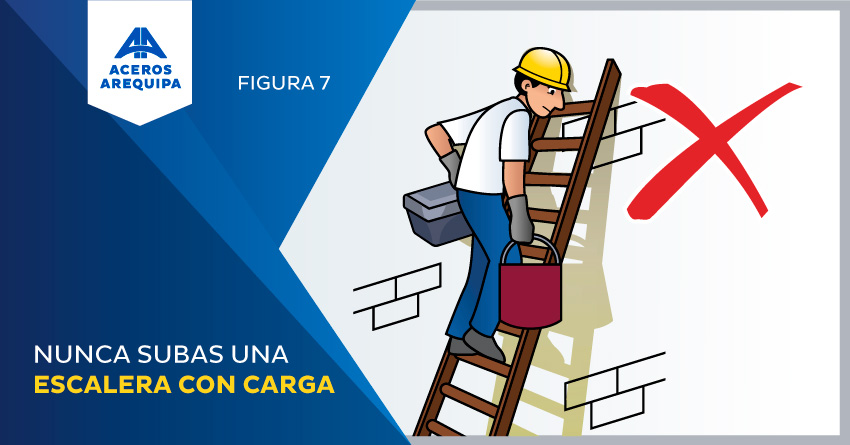 ACEROS
AREQUIPA
FIGURA 7
NUNCA SUBAS UNA
ESCALERA CON CARGA